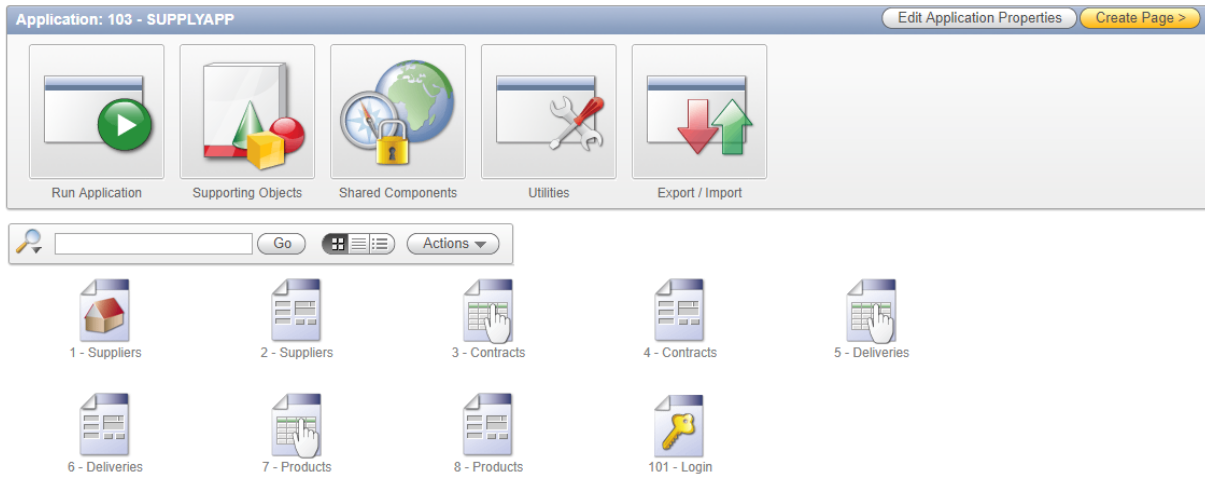 Application: 103 - SUPPLYAPP
Edit Application Properties
Create Page >
Run Application
Supporting Objects
Shared Components
Utilities
Export / Import
Go
Actions
1 - Suppliers
2 - Suppliers
3 - Contracts
4 - Contracts
5 - Deliveries
6 - Deliveries
7 - Products
8 - Products
101 - Login